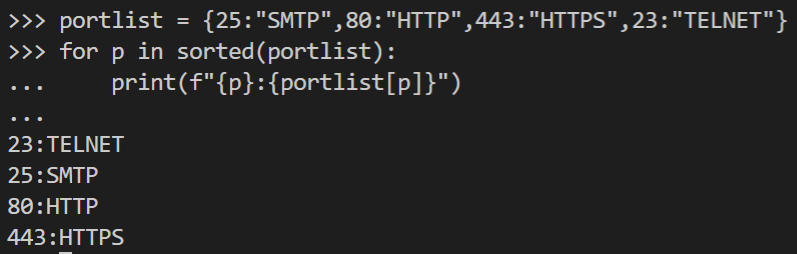 >>> portlist = {25:"SMTP",80:"HTTP",443:"HTTPS",23:"TELNET"}
>>> for p in sorted(portlist):
...     print(f"{p}:{portlist[p]}")
...
23:TELNET
25:SMTP
80:HTTP
443:HTTPS